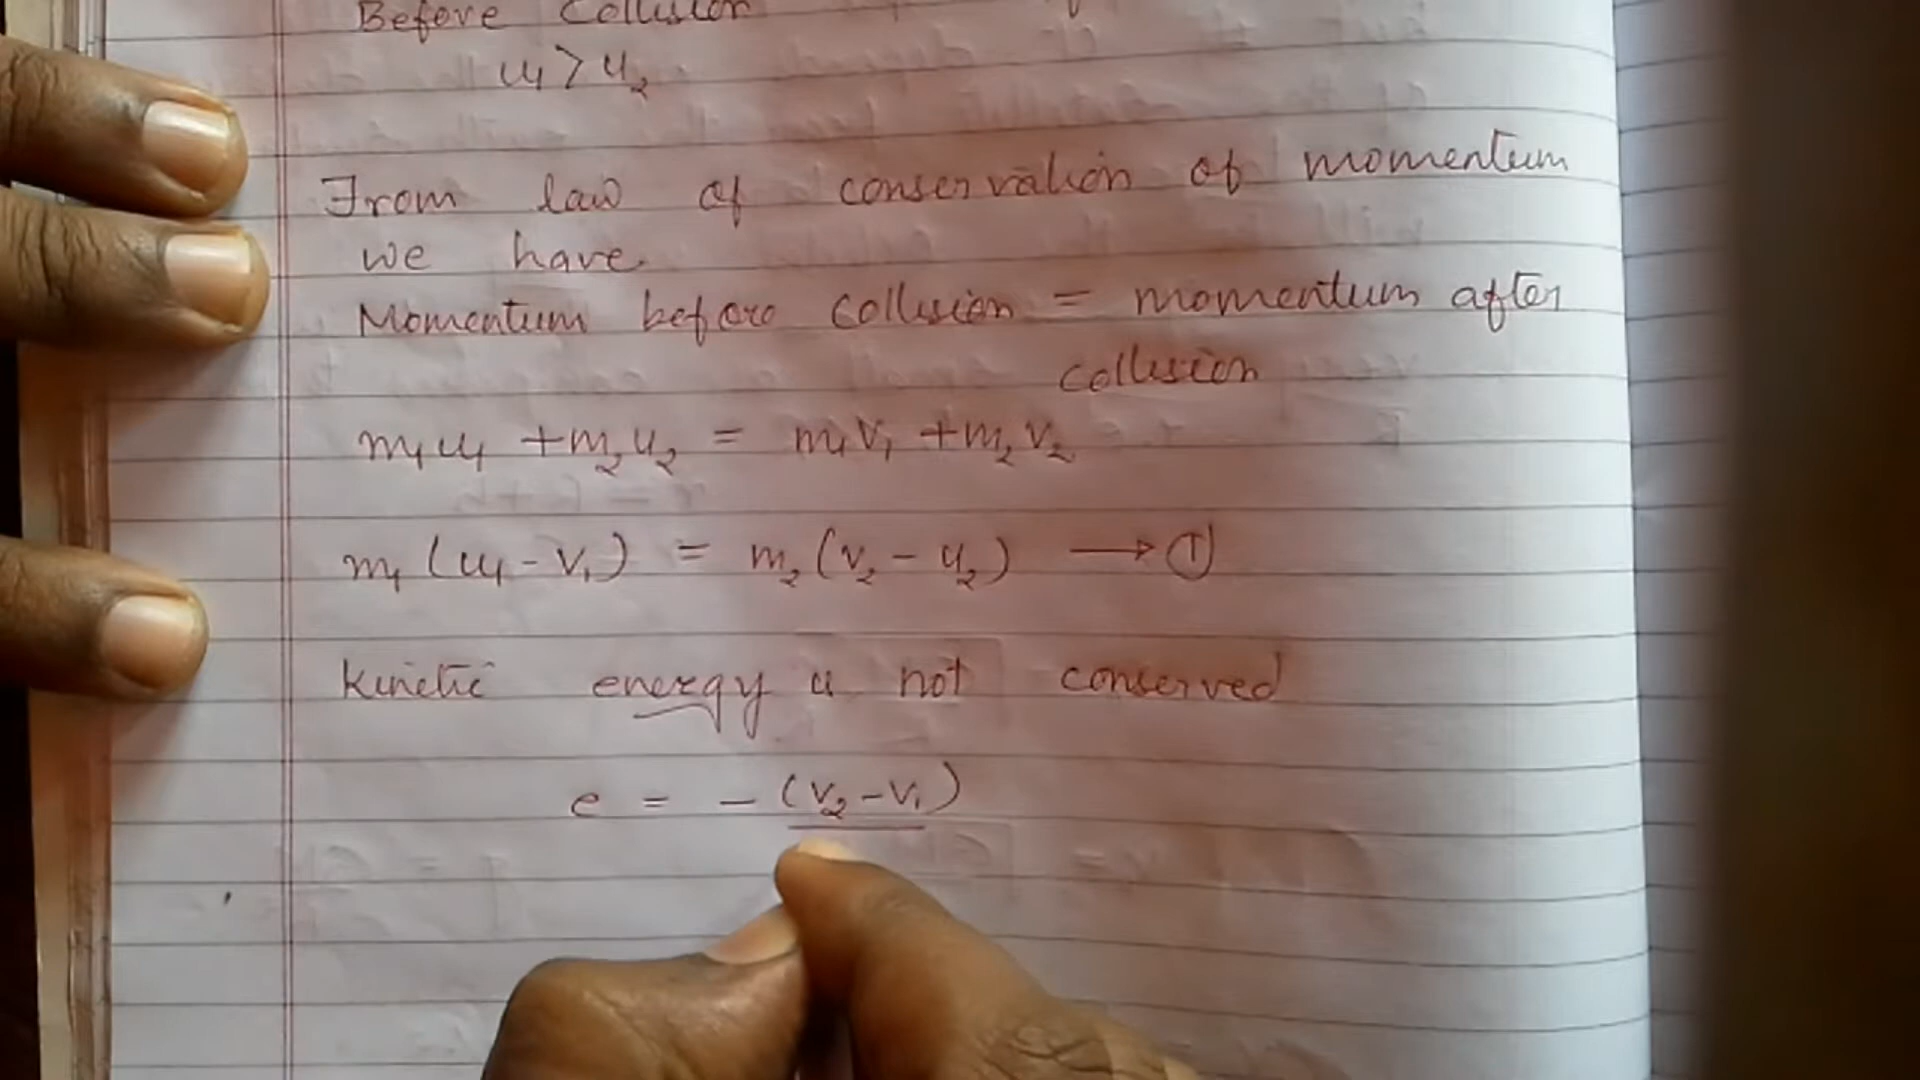 Before Collision
u₁ > u₂
From law of conservation of momentum
we have.
Momentum before collision = momentum after
collision
m₁u₁ + m₂u₂ = m₁v₁ + m₂v₂
m₁(u₁ - v₁) = m₂(v₂ - u₂) → ①
Kinetic energy is not conserved
e = - (v₂ - v₁)